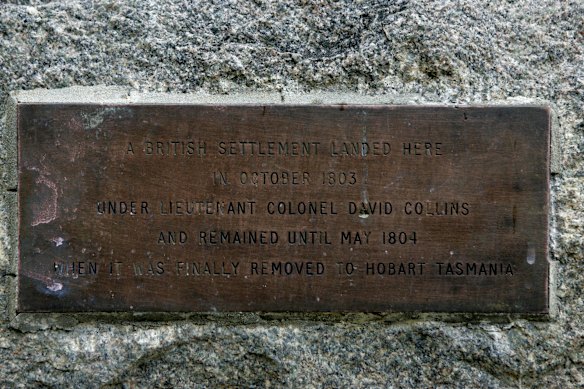 A BRITISH SETTLEMENT LANDED HERE
IN OCTOBER 1803
UNDER LIEUTENANT COLONEL DAVID COLLINS
AND REMAINED UNTIL MAY 1804
WHEN IT WAS FINALLY REMOVED TO HOBART TASMANIA